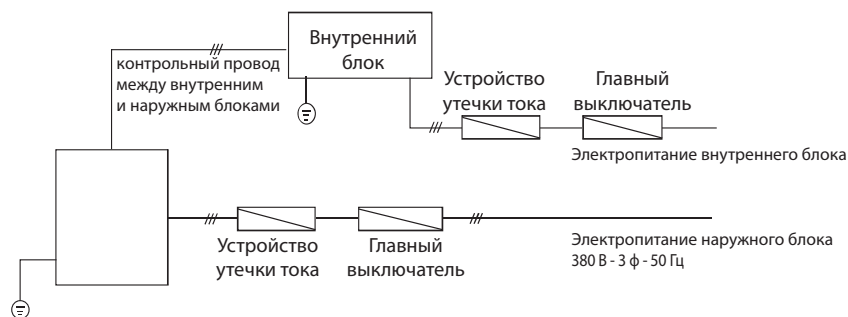 Внутренний
блок
контрольный провод
между внутренним
и наружным блоками
Устройство
утечки тока
Главный
выключатель
Электропитание внутреннего блока
Устройство
утечки тока
Главный
выключатель
Электропитание наружного блока
380 В - 3 ф - 50 Гц